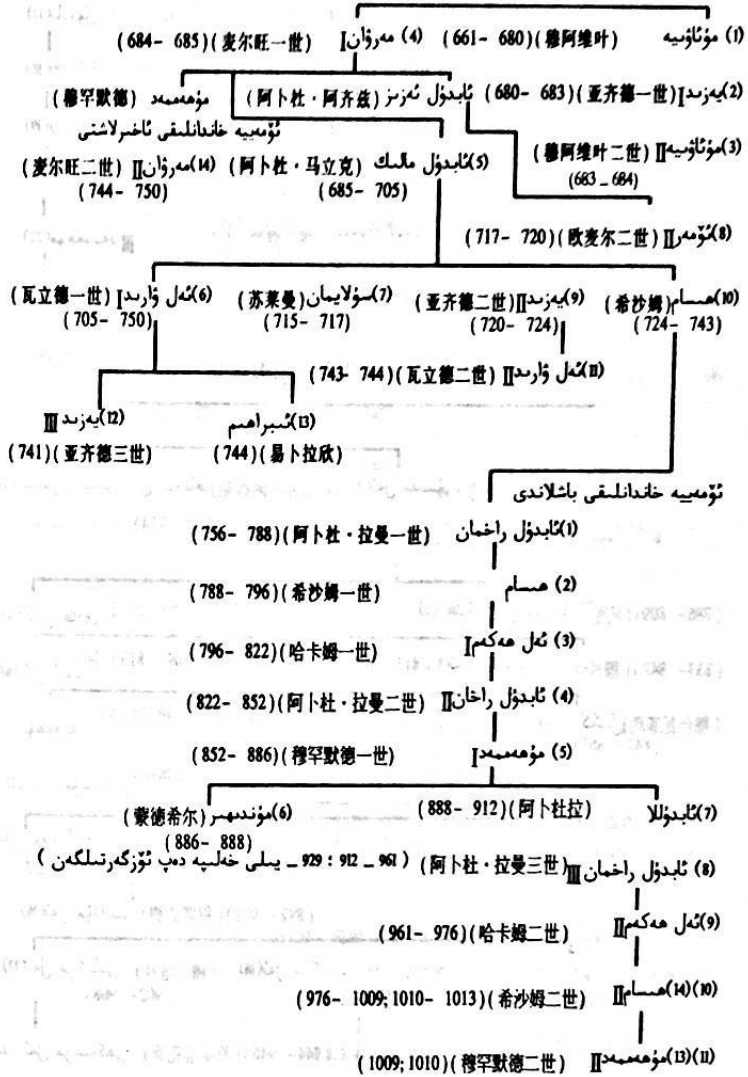 (1) مۇئاۋىيە (穆阿维叶) (661- 680) (4) مەرۋان I (麦尔旺一世) (684- 685)
(2) يەزىد I (亚齐德一世) (680- 683) ئابدۇل ئەزىز (阿卜杜·阿齐兹) مۇھەممەد (穆罕默德)
ئۇمەييە خاندانلىقى ئاخىرلاشتى
(3) مۇئاۋىيە II (穆阿维叶二世) (5) ئابدۇل مالىك (阿卜杜·马立克) (14) مەرۋان II (麦尔旺二世)
(683 _ 684) (685 - 705) (744 - 750)
(8) ئۆمەر II (欧麦尔二世) (717- 720)
(10) ھىسام (希沙姆) (9) يەزىد II (亚齐德二世) (7) سۇلايمان (苏莱曼) (6) ئەل ۋارىد I (瓦立德一世)
(724 - 743) (720 - 724) (715 - 717) (705 - 750)
(11) ئەل ۋارىد II (瓦立德二世) (743- 744)
(13) ئىبراھىم (12) يەزىد III
(易卜拉欣) (744) (亚齐德三世) (741)
ئۇمەييە خاندانلىقى باشلاندى
(1) ئابدۇل راخمان (阿卜杜·拉曼一世) (756- 788)
(2) ھىسام (希沙姆一世) (788- 796)
(3) ئەل ھەكەم I (哈卡姆一世) (796- 822)
(4) ئابدۇل راخان II (阿卜杜·拉曼二世) (822- 852)
(5) مۇھەممەد I (穆罕默德一世) (852- 886)
(7) ئابدۇللا (阿卜杜拉) (888- 912) (6) مۇندىھىر (蒙德希尔)
(886 - 888)
(8) ئابدۇل راخمان III (阿卜杜·拉曼三世) (961 _ 912 : 929 _ يىلى خەلىپە دەپ ئۆزگەرتىلگەن)
(9) ئەل ھەكەم II (哈卡姆二世) (961- 976)
(10)(14) ھىسام II (希沙姆二世) (976- 1009; 1010- 1013)
(11)(13) مۇھەممەد II (穆罕默德二世) (1009; 1010)